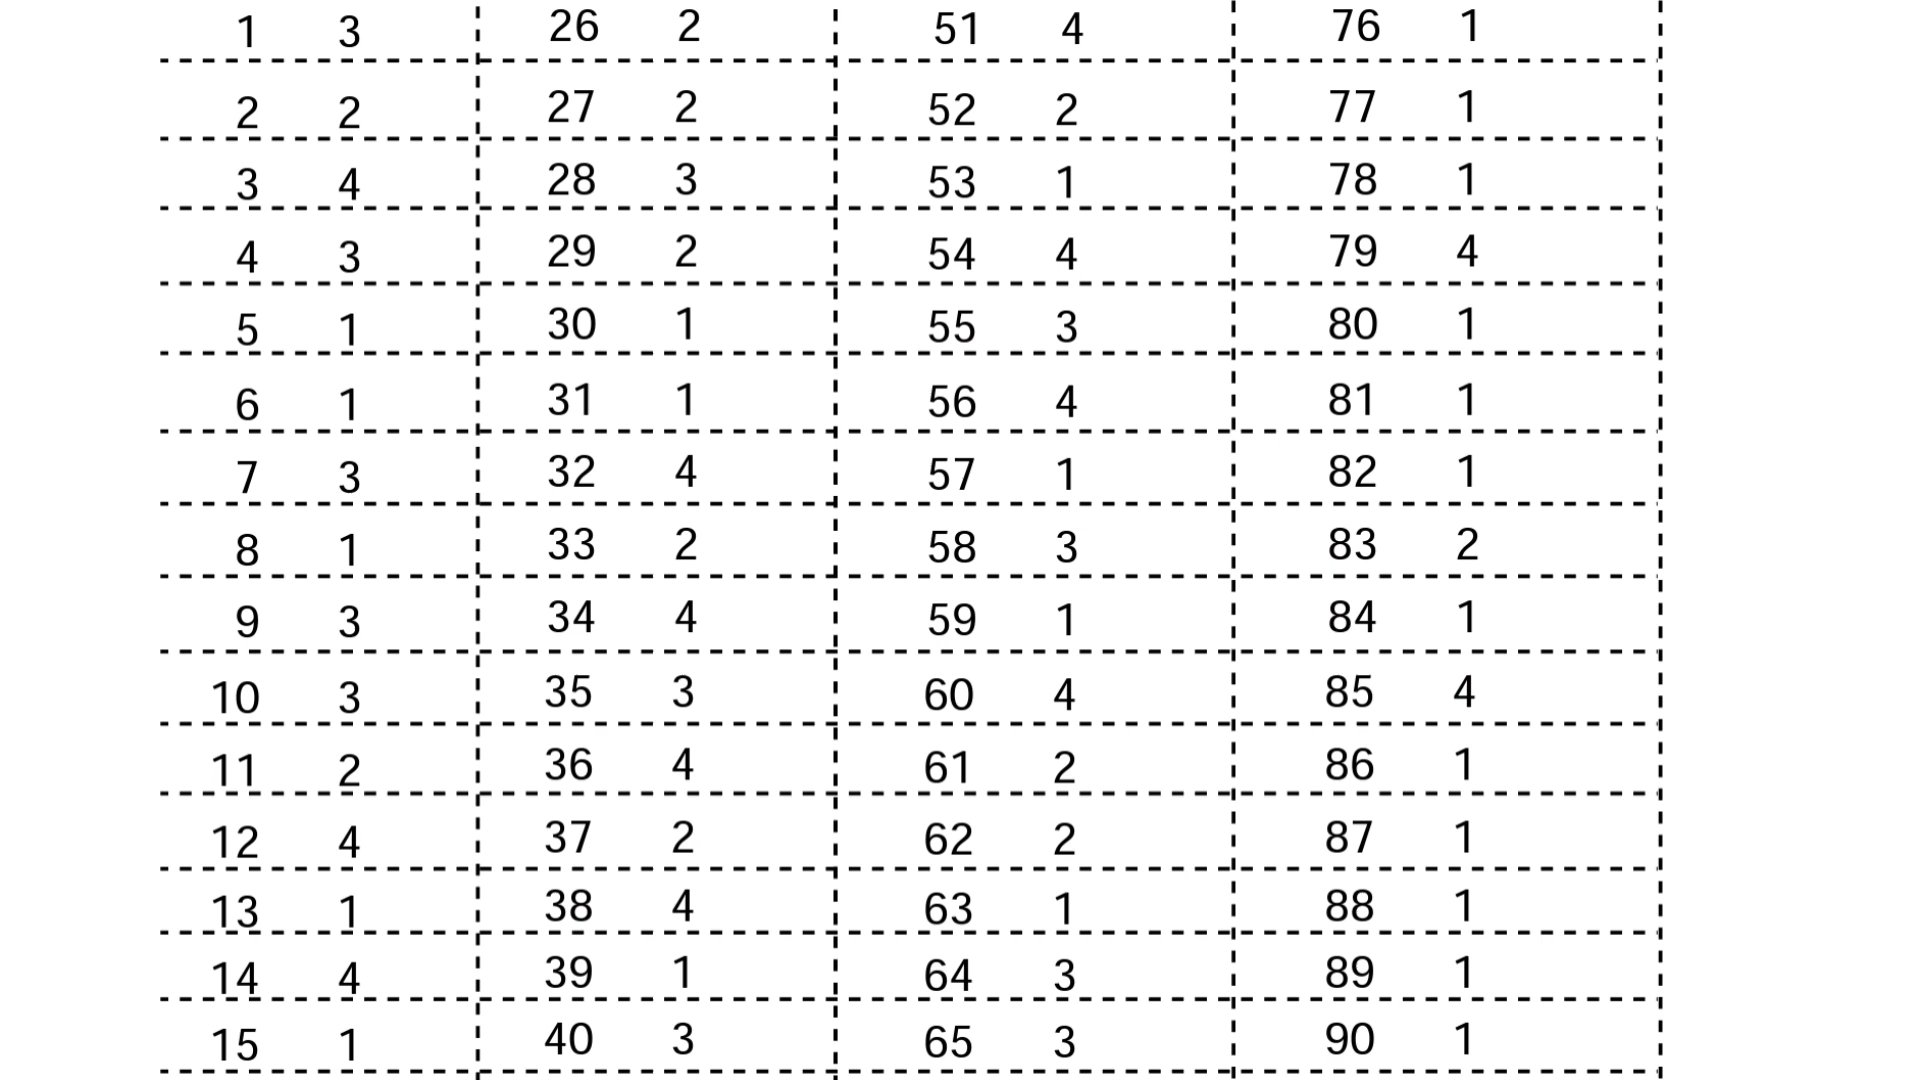 1 3 26 2 51 4 76 1
2 2 27 2 52 2 77 1
3 4 28 3 53 1 78 1
4 3 29 2 54 4 79 4
5 1 30 1 55 3 80 1
6 1 31 1 56 4 81 1
7 3 32 4 57 1 82 1
8 1 33 2 58 3 83 2
9 3 34 4 59 1 84 1
10 3 35 3 60 4 85 4
11 2 36 4 61 2 86 1
12 4 37 2 62 2 87 1
13 1 38 4 63 1 88 1
14 4 39 1 64 3 89 1
15 1 40 3 65 3 90 1